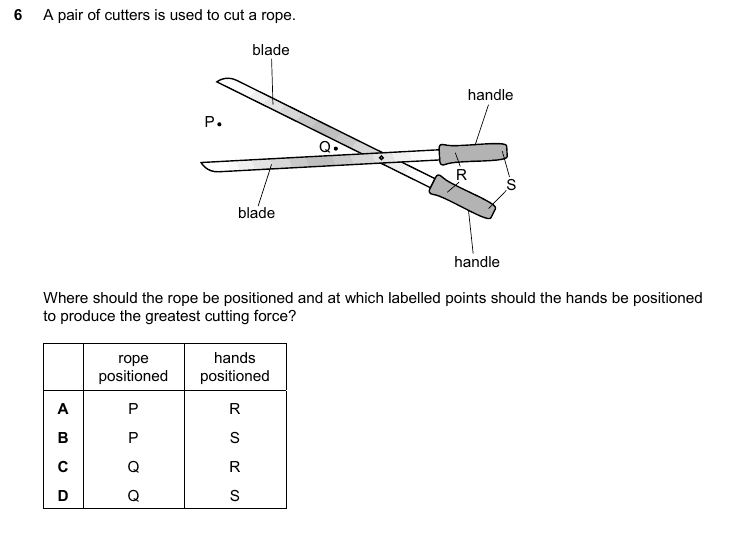 6 A pair of cutters is used to cut a rope.
blade
handle
P
Q
R
S
blade
handle
Where should the rope be positioned and at which labelled points should the hands be positioned
to produce the greatest cutting force?
rope positioned hands positioned
A P R
B P S
C Q R
D Q S